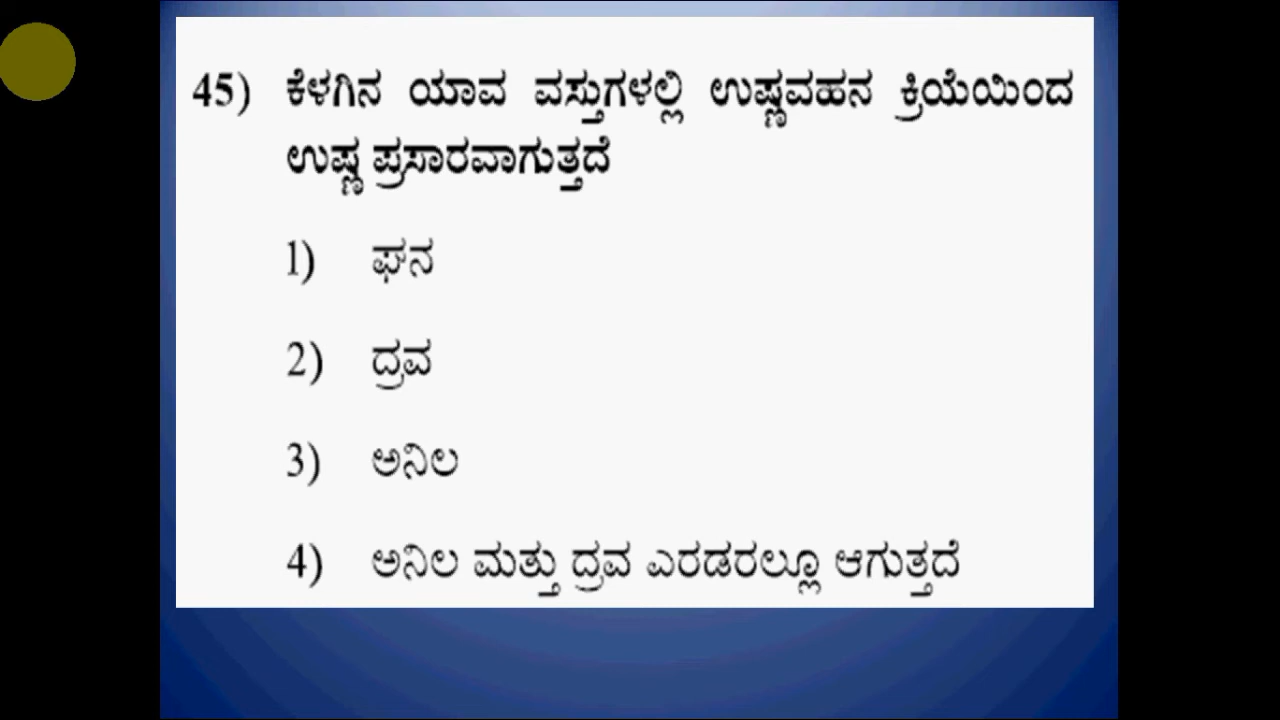 45) ಕೆಳಗಿನ ಯಾವ ವಸ್ತುಗಳಲ್ಲಿ ಉಷ್ಣವಹನ ಕ್ರಿಯೆಯಿಂದ
ಉಷ್ಣ ಪ್ರಸಾರವಾಗುತ್ತದೆ
1) ಘನ
2) ದ್ರವ
3) ಅನಿಲ
4) ಅನಿಲ ಮತ್ತು ದ್ರವ ಎರಡರಲ್ಲೂ ಆಗುತ್ತದೆ